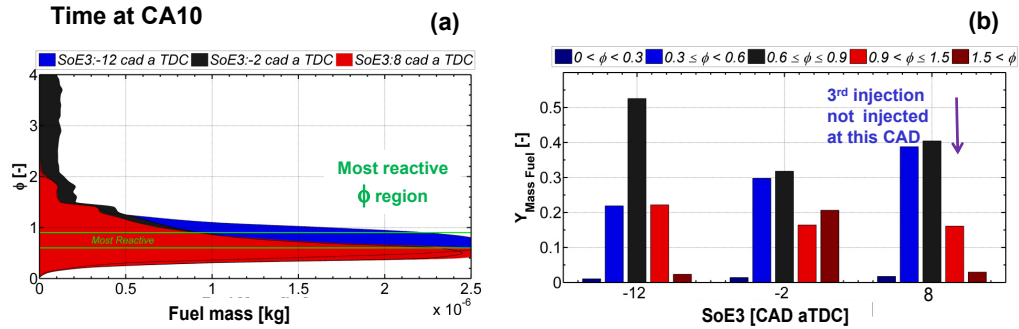 Time at CA10
(a)
SoE3:-12 cad a TDC SoE3:-2 cad a TDC SoE3:8 cad a TDC
4
3
2
1
0
ϕ [-]
Most reactive
ϕ region
Most Reactive
0 0.5 1 1.5 2 2.5
x 10⁻⁶
Fuel mass [kg]
(b)
0 < ϕ < 0.3 0.3 ≤ ϕ < 0.6 0.6 ≤ ϕ ≤ 0.9 0.9 < ϕ ≤ 1.5 1.5 < ϕ
3rd injection
not injected
at this CAD
0.5
0.4
0.3
0.2
0.1
0
Y Mass Fuel [-]
-12 -2 8
SoE3 [CAD aTDC]